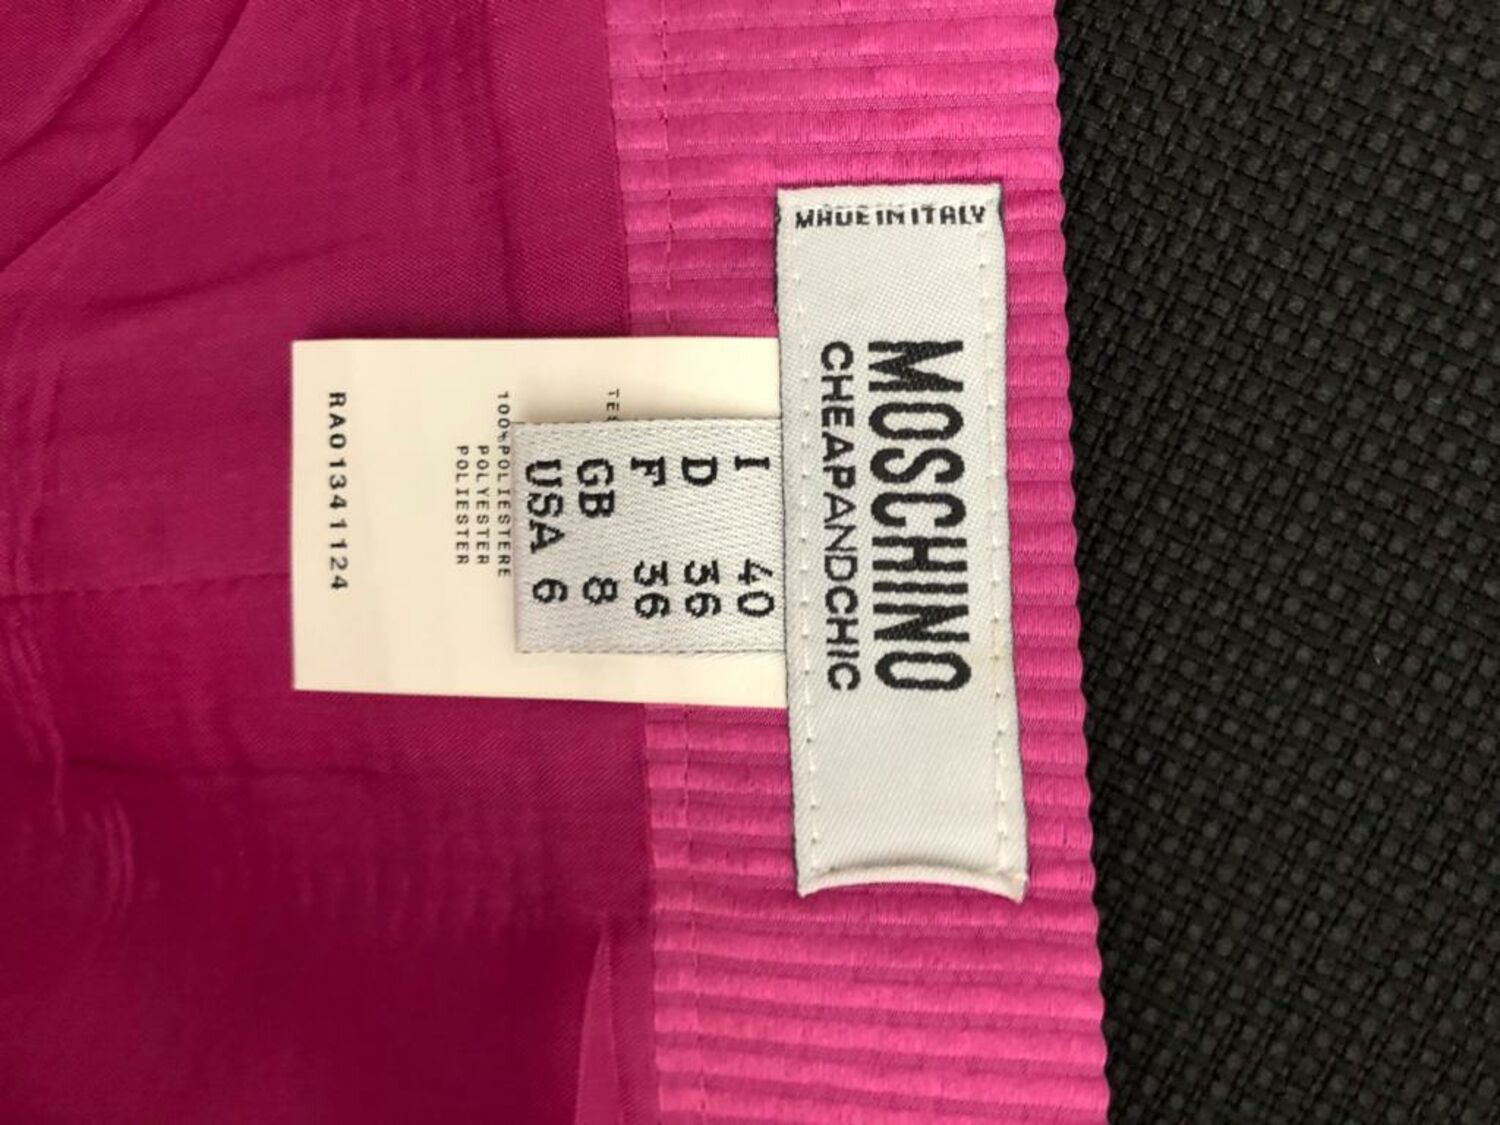 MADE IN ITALY
MOSCHINO
CHEAPANDCHIC
I 40
D 36
F 36
GB 8
USA 6
100%POLIESTERE
POLYESTER
POLIESTER
RA01341124